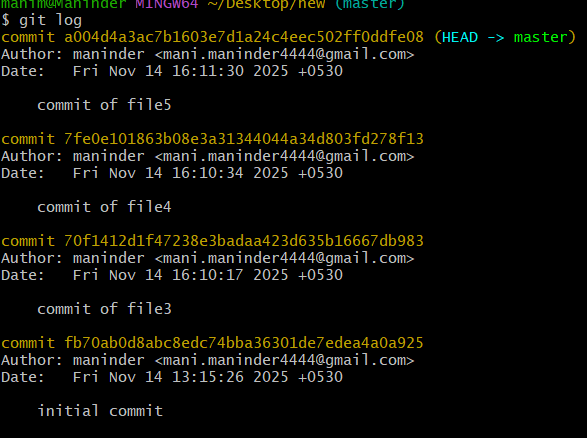 manim@Maninder MINGW64 ~/Desktop/new (master)
$ git log
commit a004d4a3ac7b1603e7d1a24c4eec502ff0ddfe08 (HEAD -> master)
Author: maninder <mani.maninder4444@gmail.com>
Date:   Fri Nov 14 16:11:30 2025 +0530
commit of file5
commit 7fe0e101863b08e3a31344044a34d803fd278f13
Author: maninder <mani.maninder4444@gmail.com>
Date:   Fri Nov 14 16:10:34 2025 +0530
commit of file4
commit 70f1412d1f47238e3badaa423d635b16667db983
Author: maninder <mani.maninder4444@gmail.com>
Date:   Fri Nov 14 16:10:17 2025 +0530
commit of file3
commit fb70ab0d8abc8edc74bba36301de7edea4a0a925
Author: maninder <mani.maninder4444@gmail.com>
Date:   Fri Nov 14 13:15:26 2025 +0530
initial commit